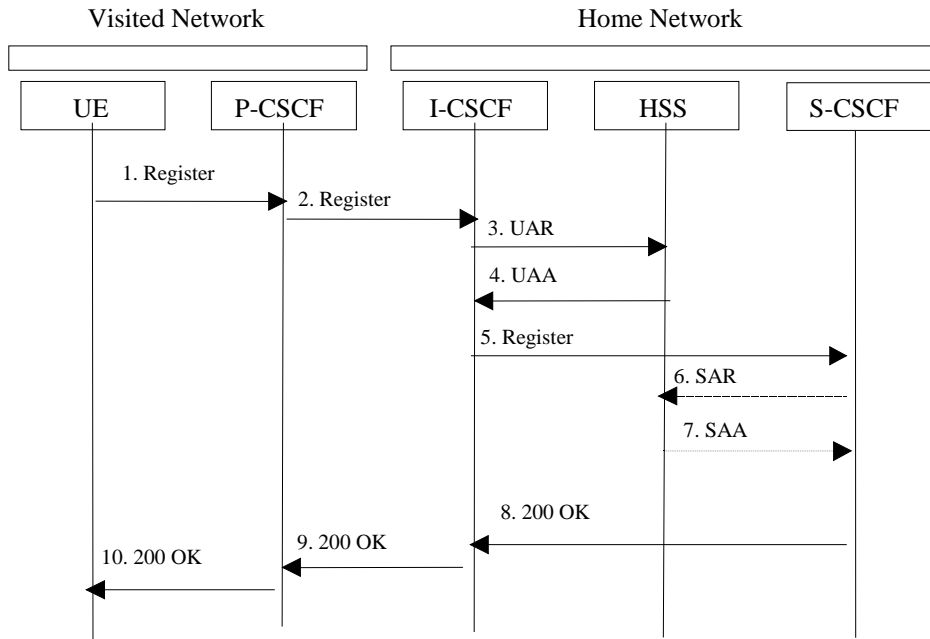 Visited Network
Home Network
UE
P-CSCF
I-CSCF
HSS
S-CSCF
1. Register
2. Register
3. UAR
4. UAA
5. Register
6. SAR
7. SAA
8. 200 OK
9. 200 OK
10. 200 OK